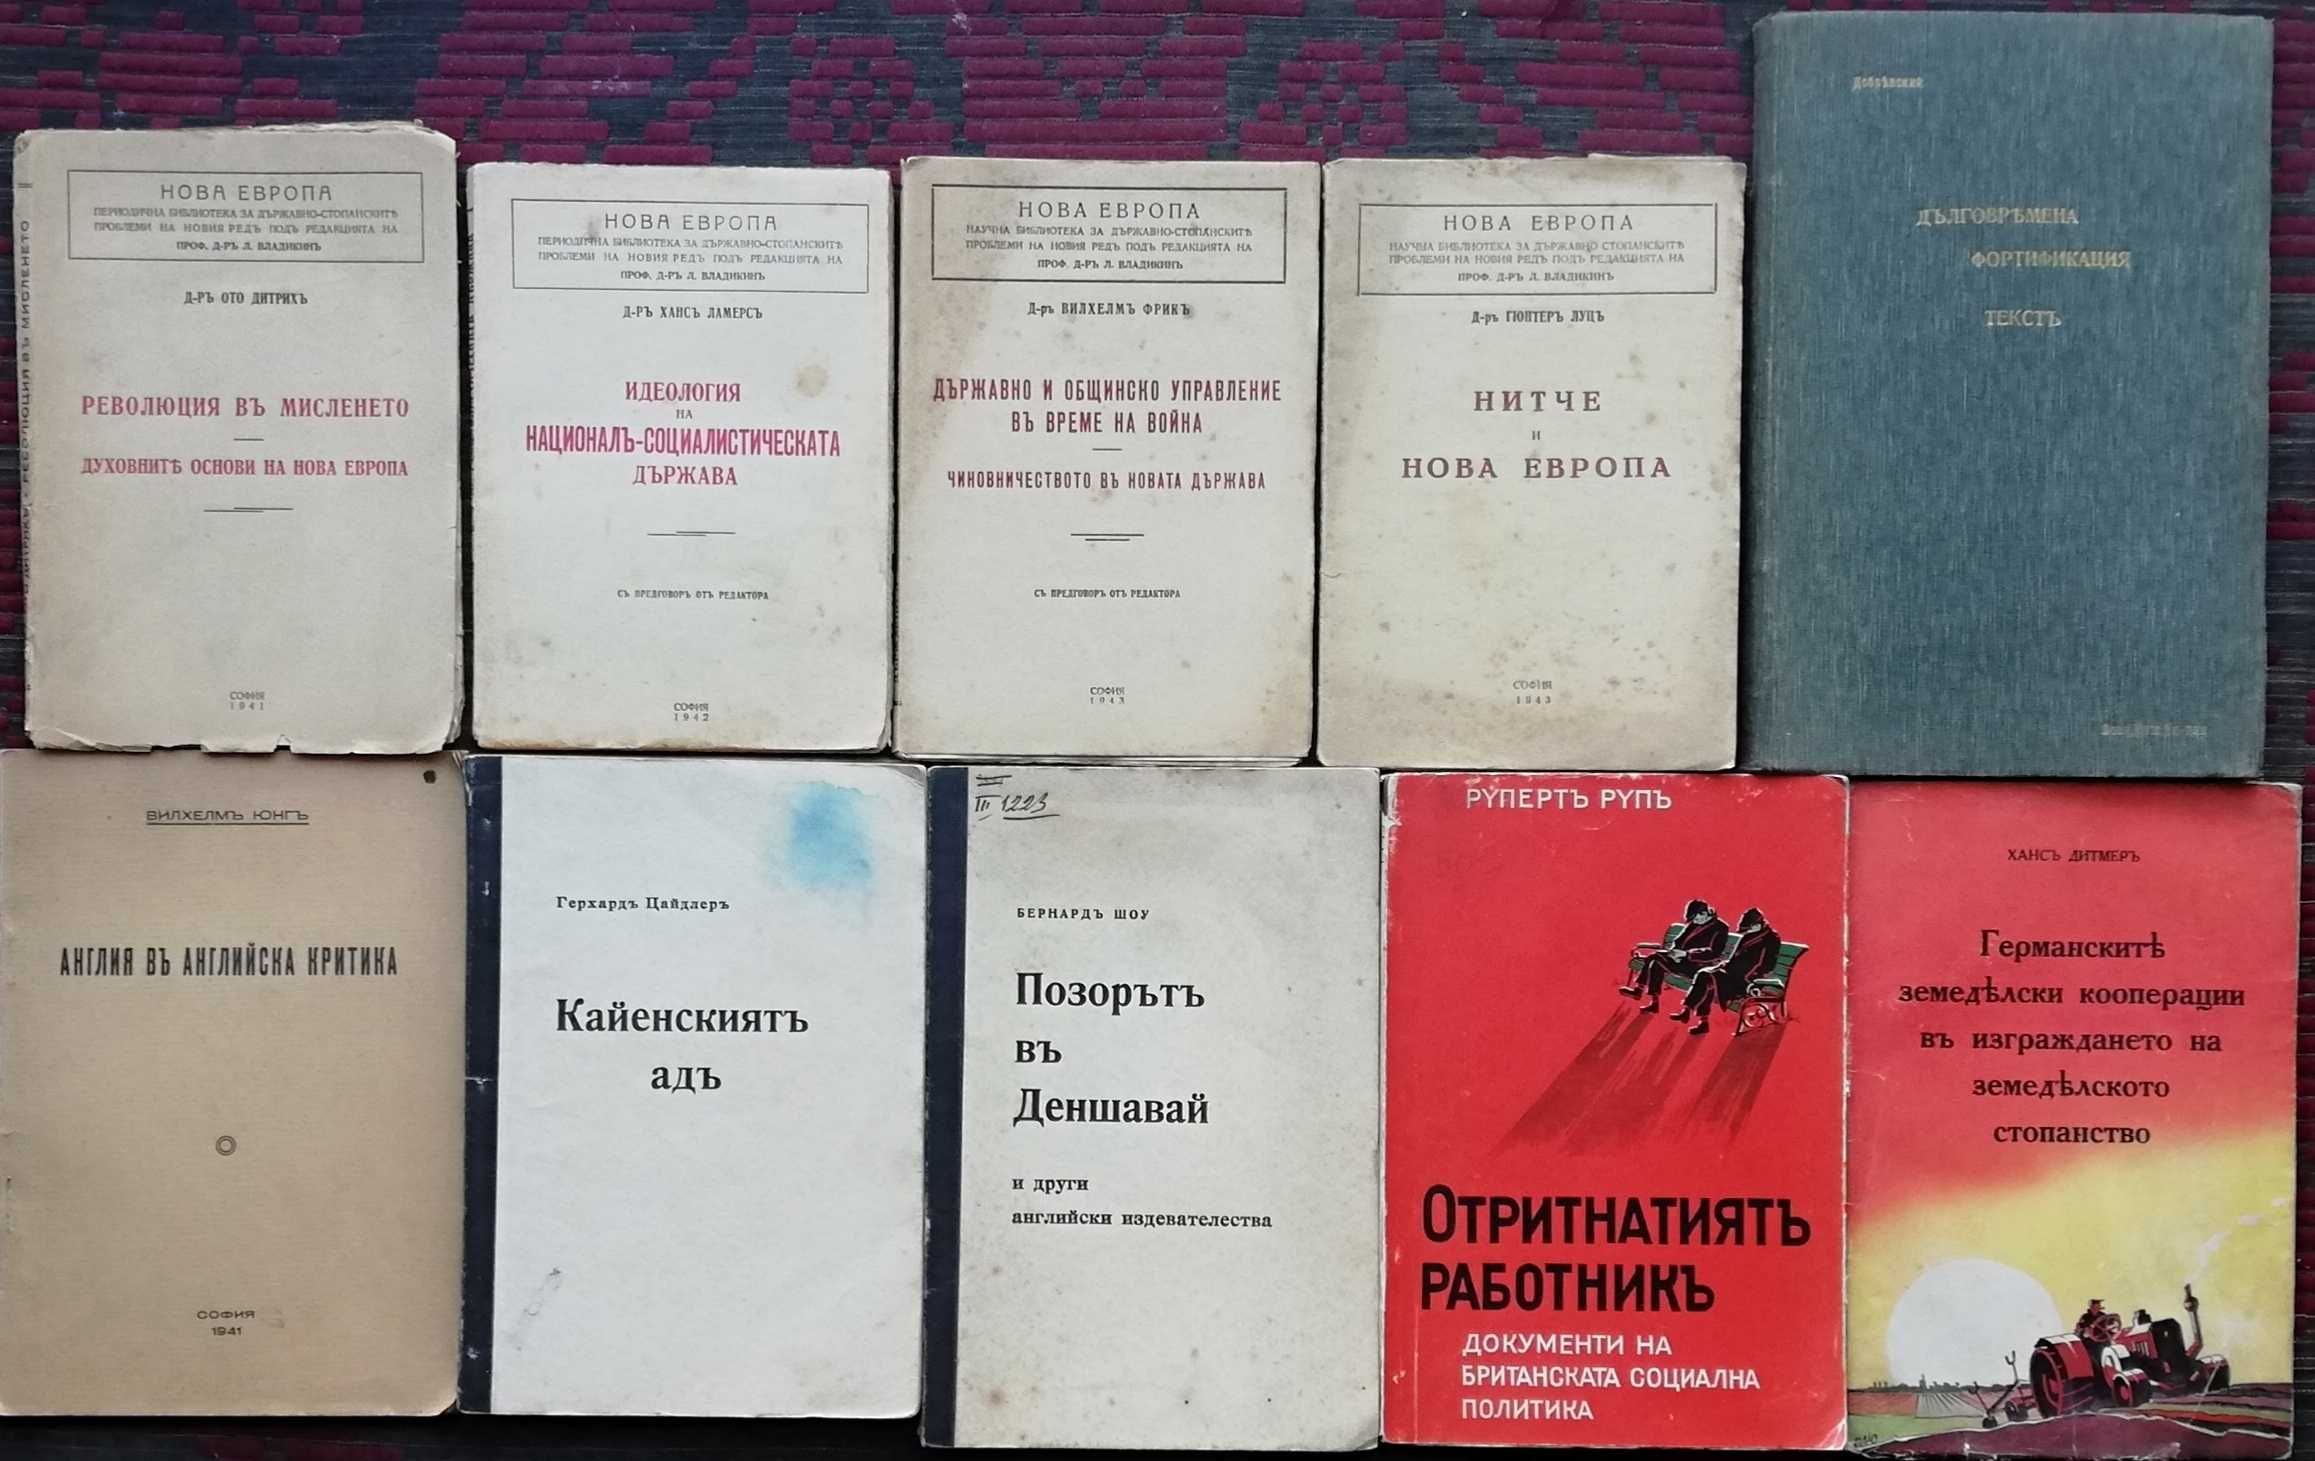 НОВА ЕВРОПА
ПЕРИОДИЧНА БИБЛИОТЕКА ЗА ДЪРЖАВНО-СТОПАНСКИТѢ
ПРОБЛЕМИ НА НОВИЯ РЕДЪ ПОДЪ РЕДАКЦИЯТА НА
ПРОФ. Д-РЪ Л. ВЛАДИКИНЪ
Д-РЪ ОТО ДИТРИХЪ
РЕВОЛЮЦИЯ ВЪ МИСЛЕНЕТО
ДУХОВНИТѢ ОСНОВИ НА НОВА ЕВРОПА
СОФИЯ
1941
РЕВОЛЮЦИЯ ВЪ МИСЛЕНЕТО
НОВА ЕВРОПА
ПЕРИОДИЧНА БИБЛИОТЕКА ЗА ДЪРЖАВНО-СТОПАНСКИТѢ
ПРОБЛЕМИ НА НОВИЯ РЕДЪ ПОДЪ РЕДАКЦИЯТА НА
ПРОФ. Д-РЪ Л. ВЛАДИКИНЪ
Д-РЪ ХАНСЪ ЛАМЕРСЪ
ИДЕОЛОГИЯ
НА
НАЦИОНАЛЪ-СОЦИАЛИСТИЧЕСКАТА
ДЪРЖАВА
СЪ ПРЕДГОВОРЪ ОТЪ РЕДАКТОРА
СОФИЯ
1942
НОВА ЕВРОПА
НАУЧНА БИБЛИОТЕКА ЗА ДЪРЖАВНО-СТОПАНСКИТѢ
ПРОБЛЕМИ НА НОВИЯ РЕДЪ ПОДЪ РЕДАКЦИЯТА НА
ПРОФ. Д-РЪ Л. ВЛАДИКИНЪ
Д-ръ ВИЛХЕЛМЪ ФРИКЪ
ДЪРЖАВНО И ОБЩИНСКО УПРАВЛЕНИЕ
ВЪ ВРЕМЕ НА ВОЙНА
ЧИНОВНИЧЕСТВОТО ВЪ НОВАТА ДЪРЖАВА
СЪ ПРЕДГОВОРЪ ОТЪ РЕДАКТОРА
СОФИЯ
1943
НОВА ЕВРОПА
НАУЧНА БИБЛИОТЕКА ЗА ДЪРЖАВНО СТОПАНСКИТѢ
ПРОБЛЕМИ НА НОВИЯ РЕДЪ ПОДЪ РЕДАКЦИЯТА НА
ПРОФ. Д-РЪ Л. ВЛАДИКИНЪ
Д-ръ ГЮНТЕРЪ ЛУЦЪ
НИТЧЕ
И
НОВА ЕВРОПА
СОФИЯ
1943
Добрѣвский
ДЪЛГОВРѢМЕНА
ФОРТИФИКАЦИЯ
ТЕКСТЪ
ВИЛХЕЛМЪ ЮНГЪ
АНГЛИЯ ВЪ АНГЛИЙСКА КРИТИКА
СОФИЯ
1941
Герхардъ Цайдлеръ
Кайенскиятъ
адъ
III 1223
БЕРНАРДЪ ШОУ
Позорътъ
въ
Деншавай
и други
английски издевателества
РУПЕРТЪ РУПЪ
ОТРИТНАТИЯТЪ
РАБОТНИКЪ
ДОКУМЕНТИ НА
БРИТАНСКАТА СОЦИАЛНА
ПОЛИТИКА
ХАНСЪ ДИТМЕРЪ
Германскитѣ
земедѣлски кооперации
въ изграждането на
земедѣлското
стопанство